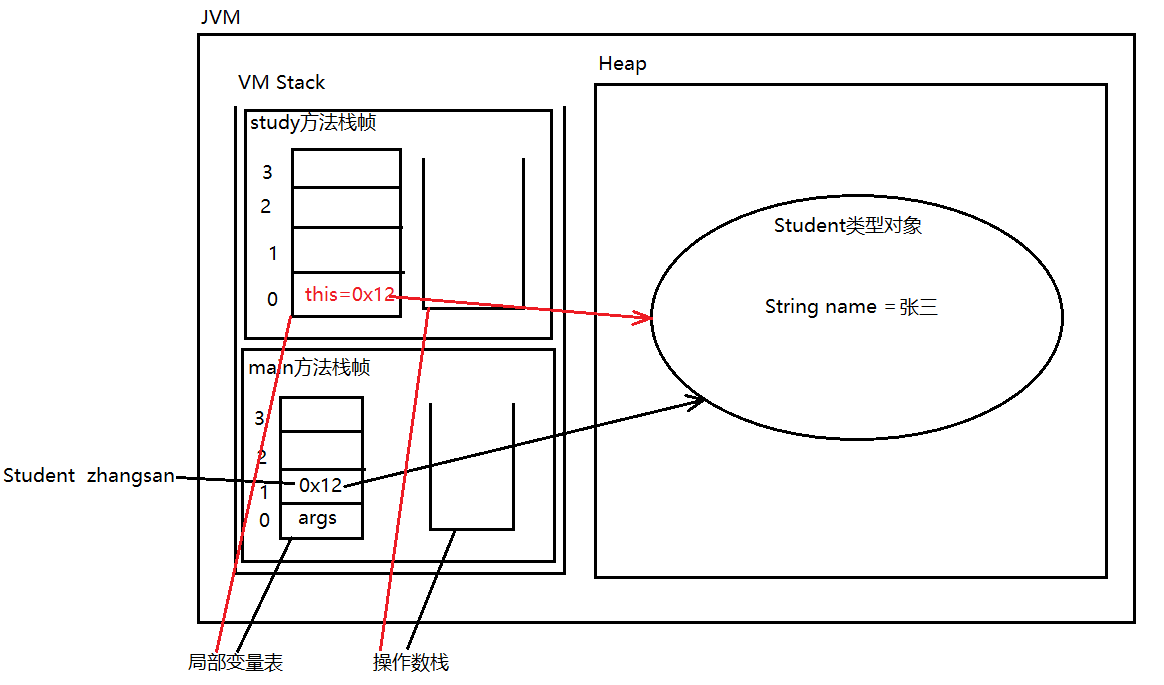 JVM
VM Stack
study方法栈帧
3
2
1
0
this=0x12
main方法栈帧
3
2
1
0
0x12
args
Student zhangsan
局部变量表
操作数栈
Heap
Student类型对象
String name = 张三